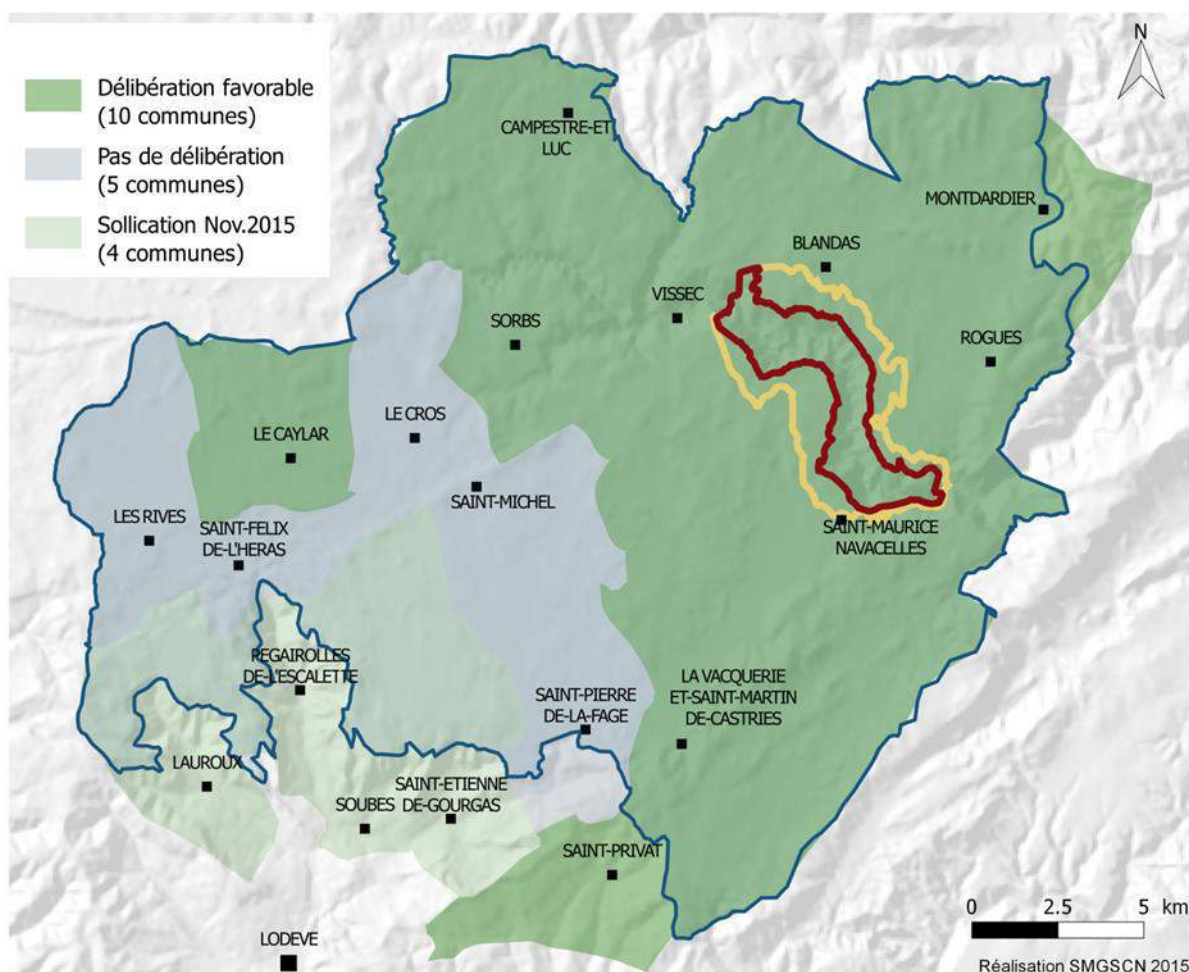 Délibération favorable
(10 communes)
Pas de délibération
(5 communes)
Sollication Nov.2015
(4 communes)
N
CAMPESTRE-ET
LUC
MONTDARDIER
BLANDAS
VISSEC
SORBS
ROGUES
LE CROS
LE CAYLAR
SAINT-MICHEL
LES RIVES
SAINT-FELIX
DE-L'HERAS
SAINT-MAURICE
NAVACELLES
PEGAIROLLES
DE-L'ESCALETTE
LA VACQUERIE
ET-SAINT-MARTIN
DE-CASTRIES
SAINT-PIERRE
DE-LA-FAGE
LAUROUX
SAINT-ETIENNE
DE-GOURGAS
SOUBES
SAINT-PRIVAT
LODEVE
0 2.5 5 km
Réalisation SMGSCN 2015